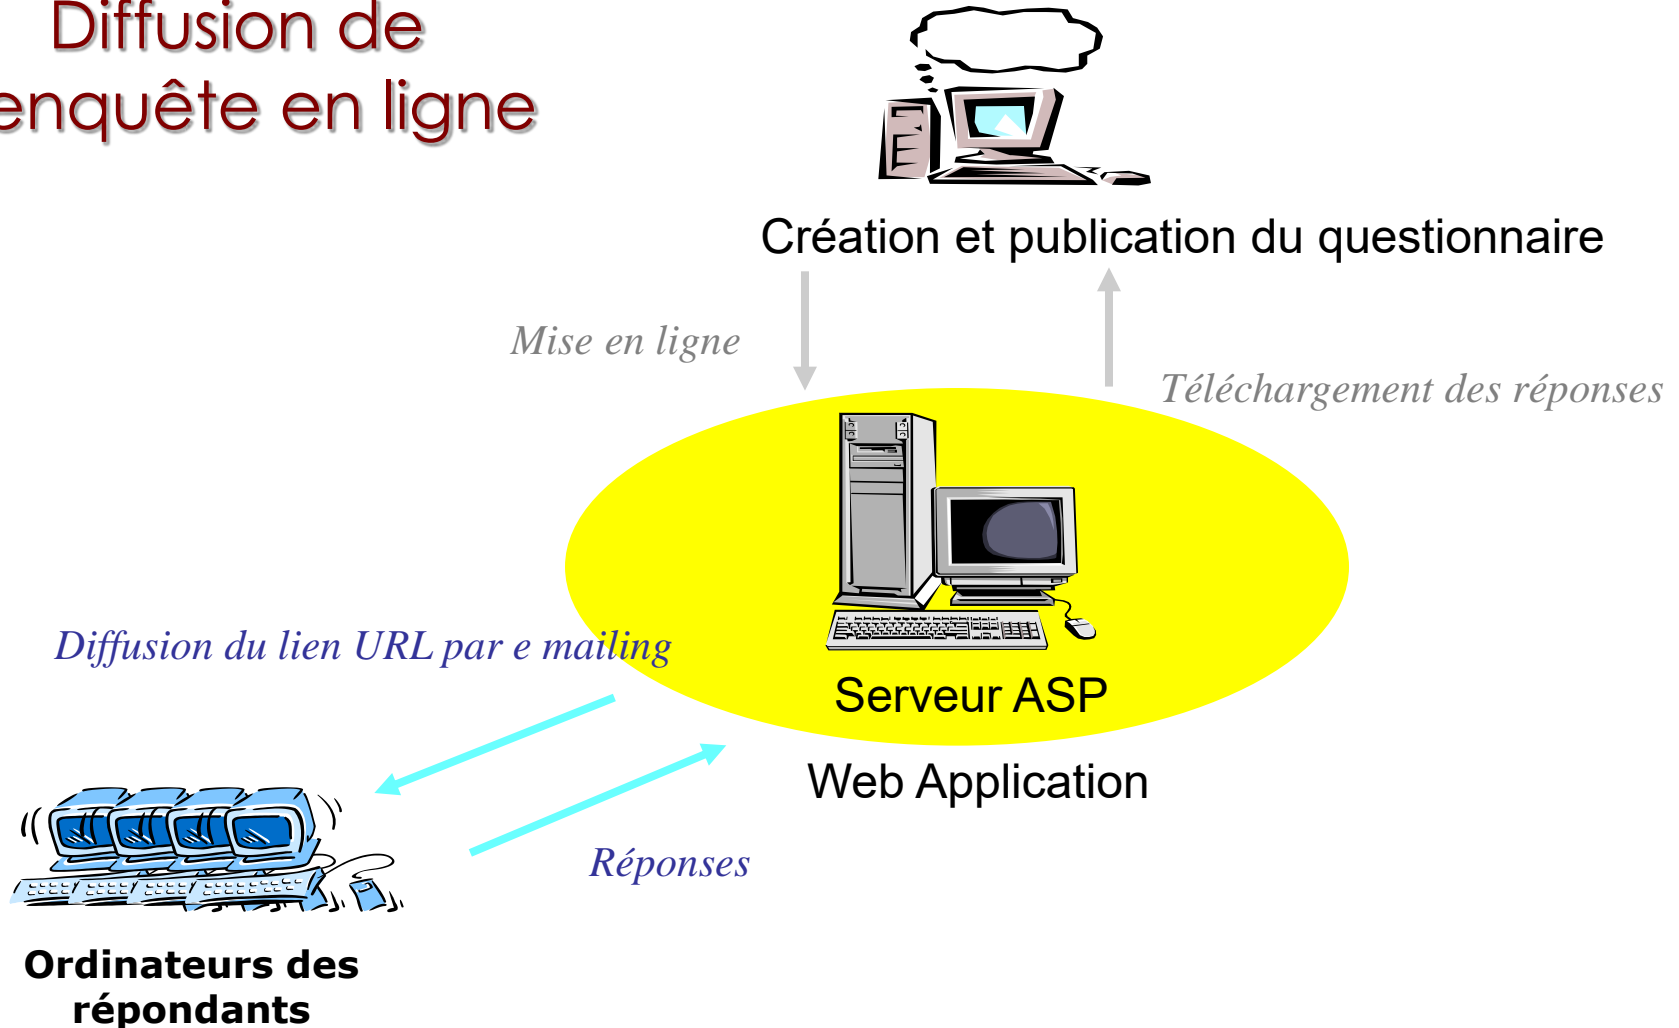 Diffusion de
enquête en ligne
Création et publication du questionnaire
Mise en ligne
Téléchargement des réponses
Diffusion du lien URL par e mailing
Serveur ASP
Web Application
Réponses
Ordinateurs des
répondants